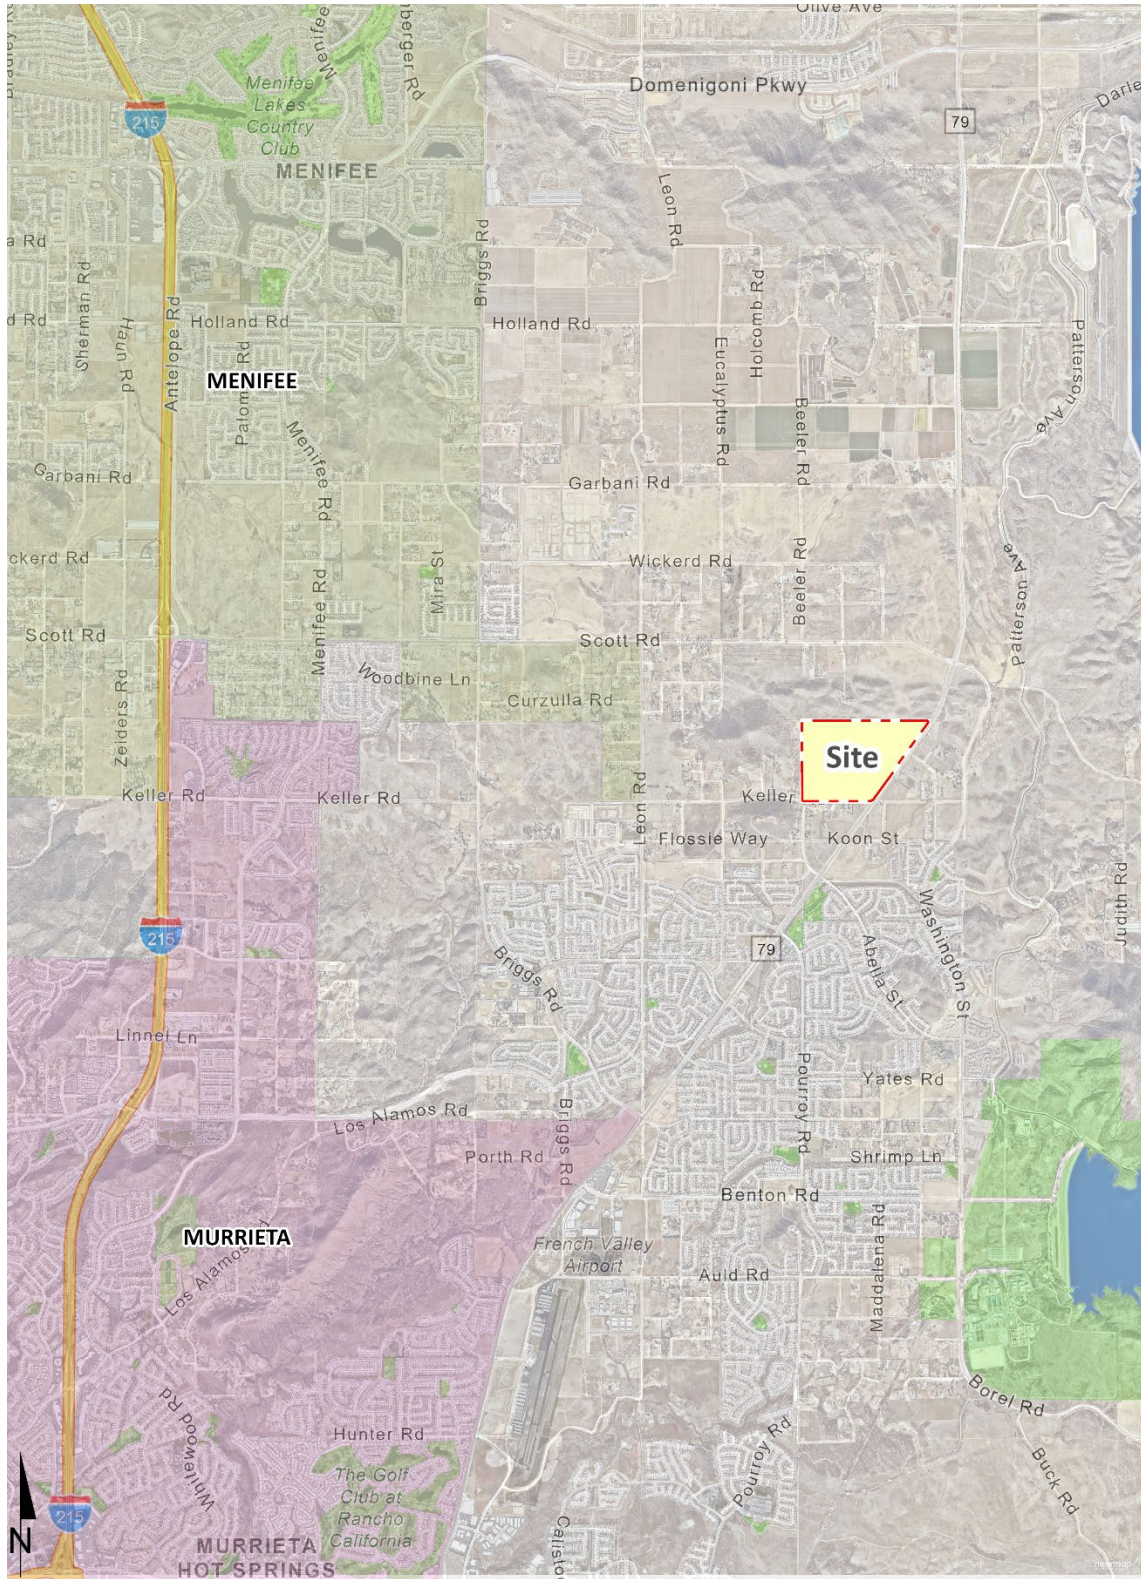 Olive Ave
Menifee
Menifee
Lakes
Country
Club
Domenigoni Pkwy
215
79
MENIFEE
Leon Rd
Briggs Rd
Sherman Rd
Haun Rd
Antelope Rd
Holland Rd
Holland Rd
Holcomb Rd
Patterson Ave
MENIFEE
Eucalyptus Rd
Beeler Rd
Menifee Rd
Garbani Rd
Garbani Rd
Wickerd Rd
ckerd Rd
Mira St
Menifee Rd
Beeler Rd
Patterson Ave
Scott Rd
Scott Rd
Woodbine Ln
Curzulla Rd
Zeiders Rd
Site
Keller Rd
Keller Rd
Keller
Leon Rd
Flossie Way
Koon St
Judith Rd
215
79
Washington St
Abelia St
Briggs Rd
Linnel Ln
Yates Rd
Pourroy Rd
Los Alamos Rd
Briggs Rd
Porth Rd
Shrimp Ln
Benton Rd
MURRIETA
French Valley
Airport
Auld Rd
Maddalena Rd
Los Alamos Rd
Borel Rd
Whitewood Rd
Hunter Rd
Pourroy Rd
Buck Rd
The Golf
Club at
Rancho
California
215
N
MURRIETA
HOT SPRINGS
nearmap